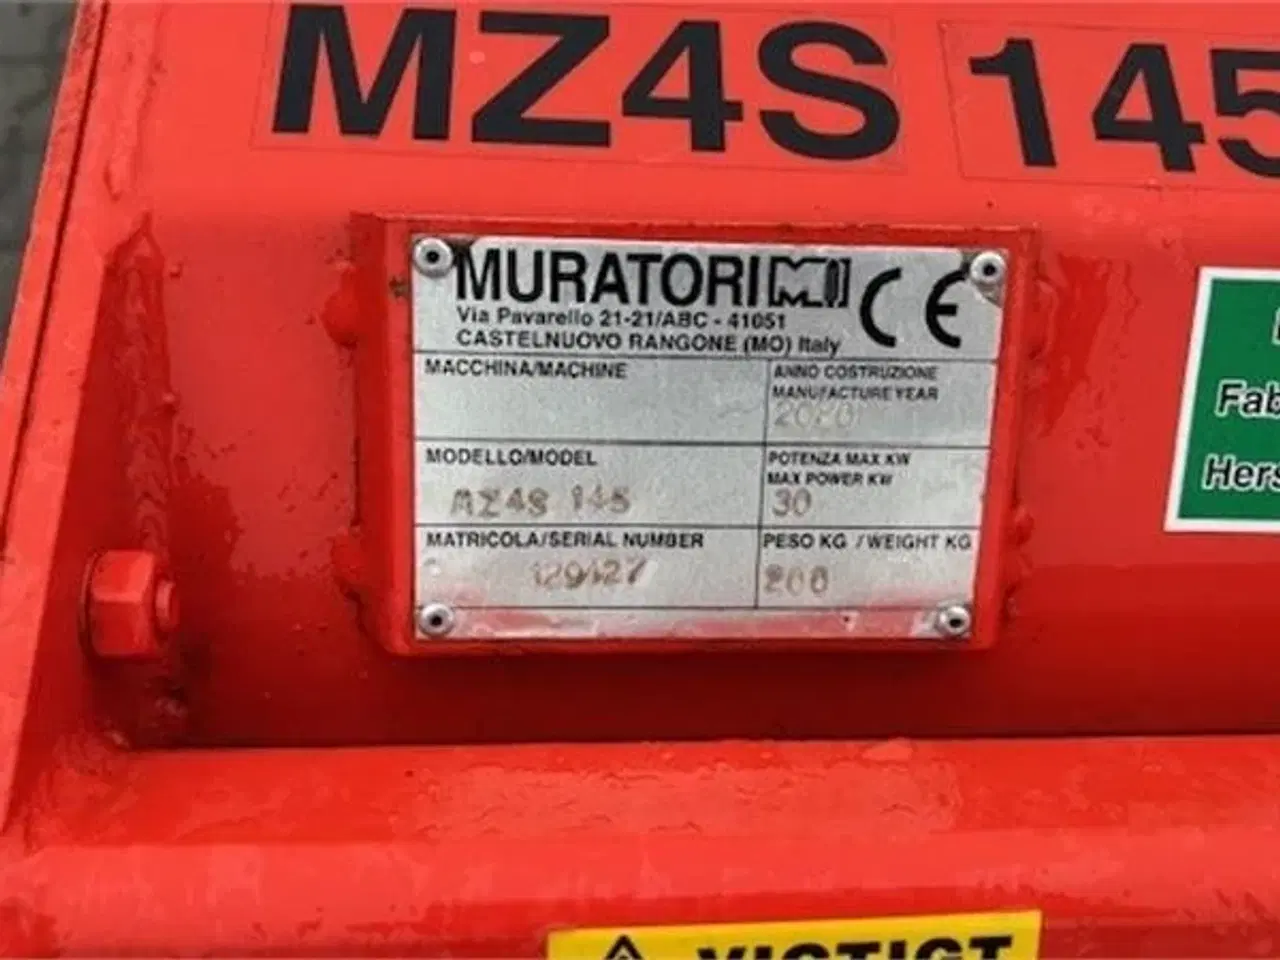 MZ4S 145
MURATORI M CE
Via Pavarello 21-21/ABC - 41051
CASTELNUOVO RANGONE (MO) Italy
MACCHINA/MACHINE
ANNO COSTRUZIONE
MANUFACTURE YEAR
2020
MODELLO/MODEL
MZ4S 145
POTENZA MAX KW
MAX POWER KW
30
MATRICOLA/SERIAL NUMBER
PESO KG / WEIGHT KG
200
Fab
Hers
VIGTIGT